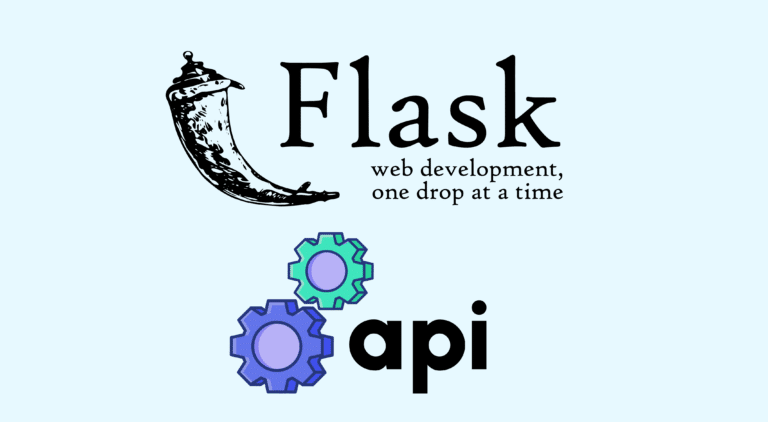 Flask
web development,
one drop at a time
api